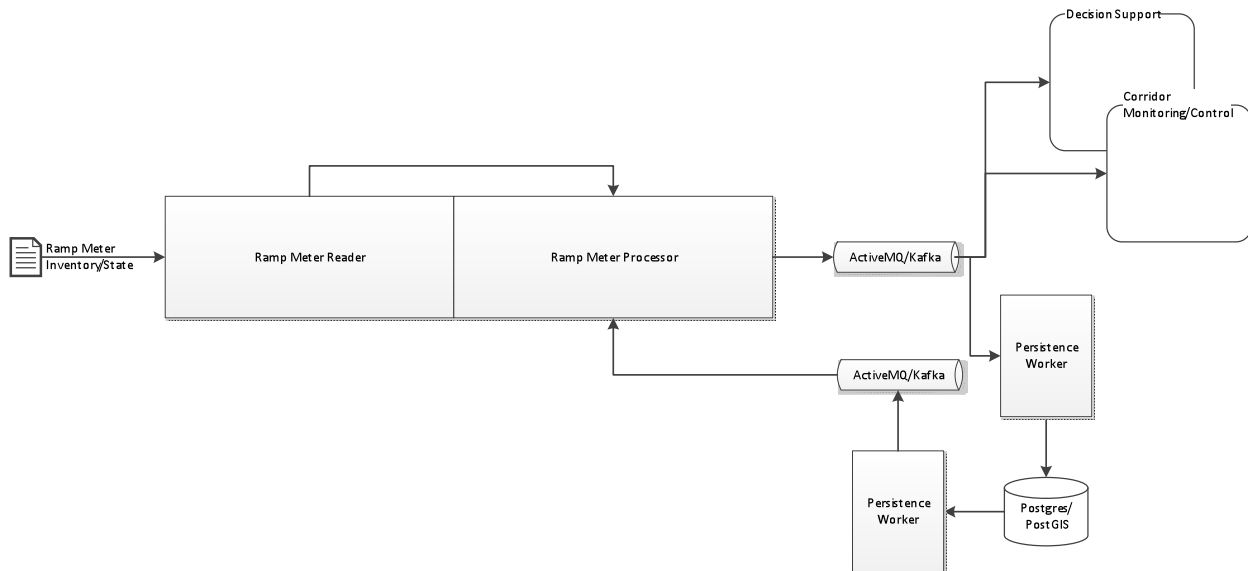 Decision Support
Corridor
Monitoring/Control
Ramp Meter
Inventory/State
Ramp Meter Reader
Ramp Meter Processor
ActiveMQ/Kafka
Persistence
Worker
ActiveMQ/Kafka
Persistence
Worker
Postgres/
PostGIS